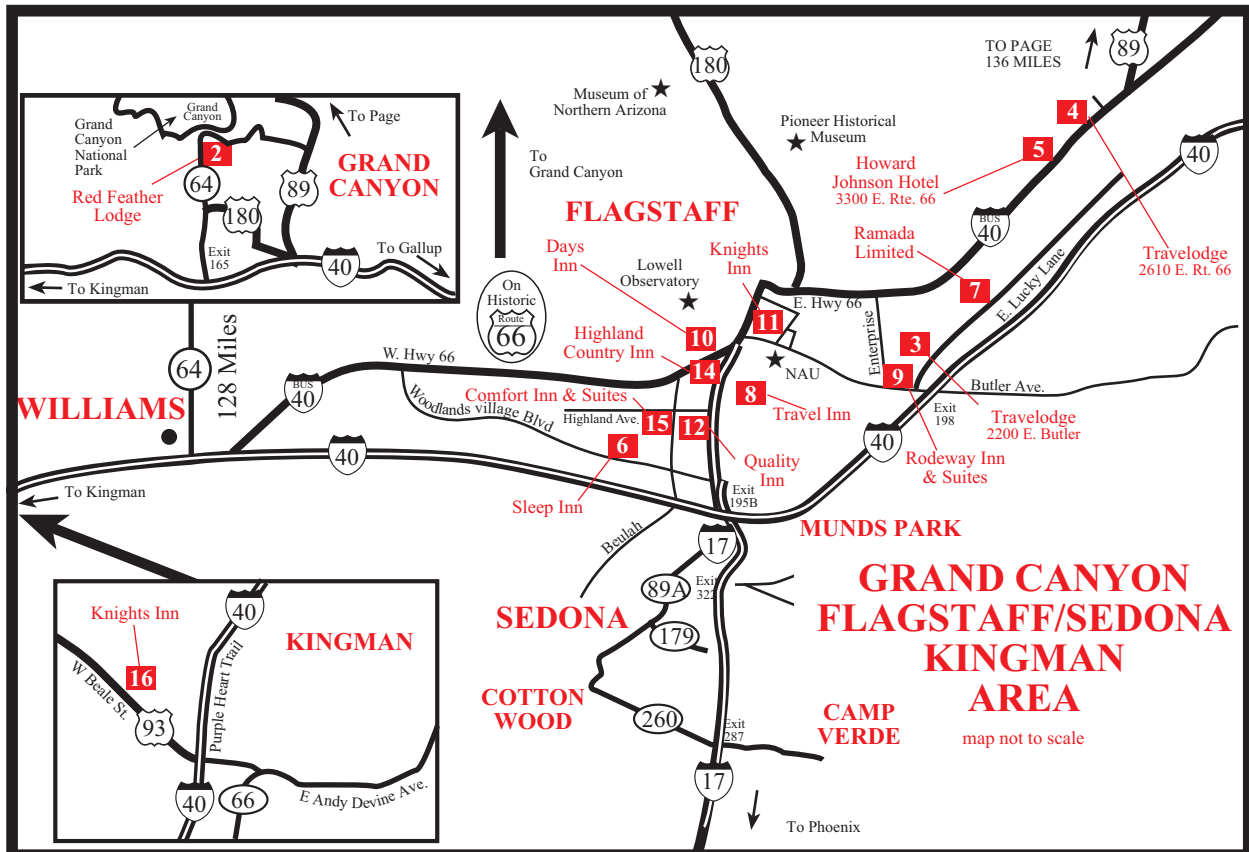 180
TO PAGE
136 MILES
89
Museum of
Northern Arizona
Pioneer Historical
Museum
4
5
Howard
Johnson Hotel
3300 E. Rte. 66
40
To
Grand Canyon
FLAGSTAFF
BUS
40
Travelodge
2610 E. Rt. 66
Grand
Canyon
Grand
Canyon
National
Park
To Page
2
GRAND
CANYON
Red Feather
Lodge
64
89
180
Exit
165
40
To Gallup
To Kingman
Days
Inn
Knights
Inn
Ramada
Limited
Lowell
Observatory
7
E. Lucky Lane
On
Historic
Route
66
E. Hwy 66
11
10
Enterprise
3
Highland
Country Inn
14
NAU
9
Butler Ave.
64
128 Miles
W. Hwy 66
BUS
40
WILLIAMS
Woodlands village Blvd
Comfort Inn & Suites
Highland Ave.
15
12
8
Travel Inn
Exit
198
Travelodge
2200 E. Butler
6
40
40
Rodeway Inn
& Suites
Quality
Inn
To Kingman
Sleep Inn
Exit
195B
MUNDS PARK
Beulah
17
89A
Exit
322
SEDONA
179
GRAND CANYON
FLAGSTAFF/SEDONA
KINGMAN
AREA
map not to scale
COTTON
WOOD
260
Exit
287
CAMP
VERDE
17
To Phoenix
Knights Inn
40
KINGMAN
16
W Beale St.
93
Purple Heart Trail
40
66
E Andy Devine Ave.